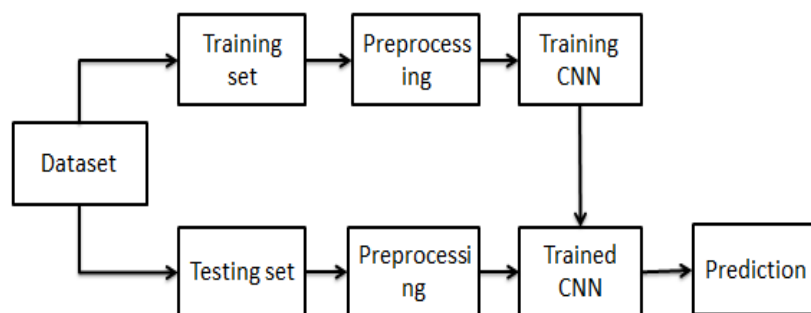 Training
set
Preprocess
ing
Training
CNN
Dataset
Testing set
Preprocessi
ng
Trained
CNN
Prediction